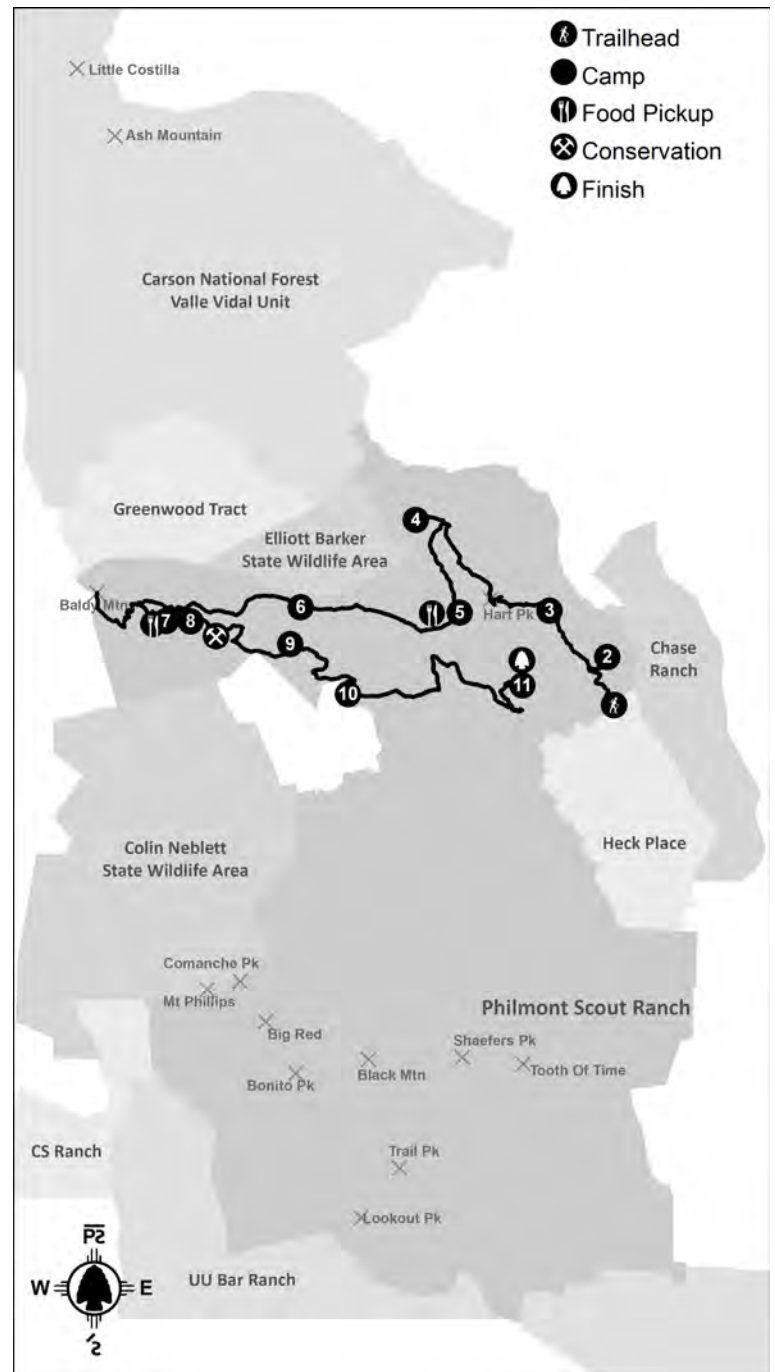 Trailhead
Camp
Food Pickup
Conservation
Finish
Little Costilla
Ash Mountain
Carson National Forest
Valle Vidal Unit
Greenwood Tract
Elliott Barker
State Wildlife Area
4
Baldy Mtn
7
8
6
5
Hart Pk
3
2
Chase
Ranch
9
10
11
Heck Place
Colin Neblett
State Wildlife Area
Comanche Pk
Mt Phillips
Big Red
Bonito Pk
Black Mtn
Shaefers Pk
Tooth Of Time
Philmont Scout Ranch
CS Ranch
Trail Pk
Lookout Pk
UU Bar Ranch
W
E